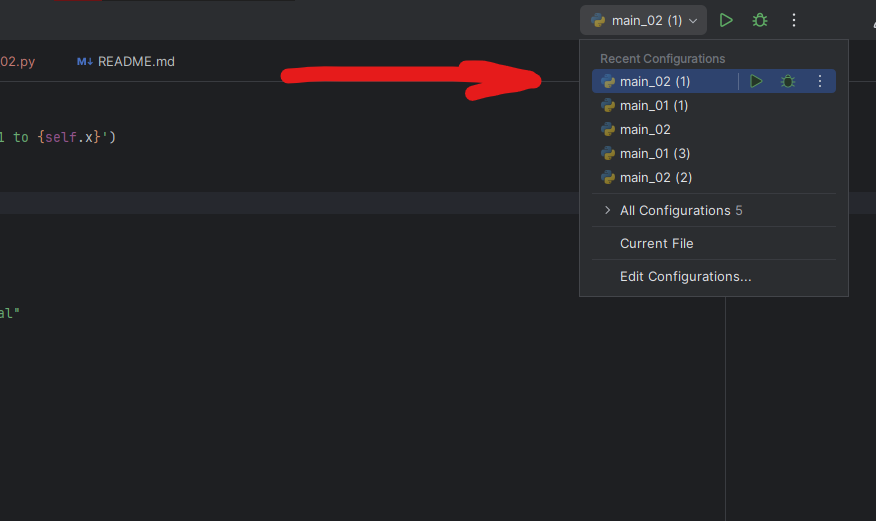 main_02 (1)
02.py
M↓ README.md
Recent Configurations
main_02 (1)
main_01 (1)
to {self.x}')
main_02
main_01 (3)
main_02 (2)
All Configurations 5
Current File
Edit Configurations...
al"